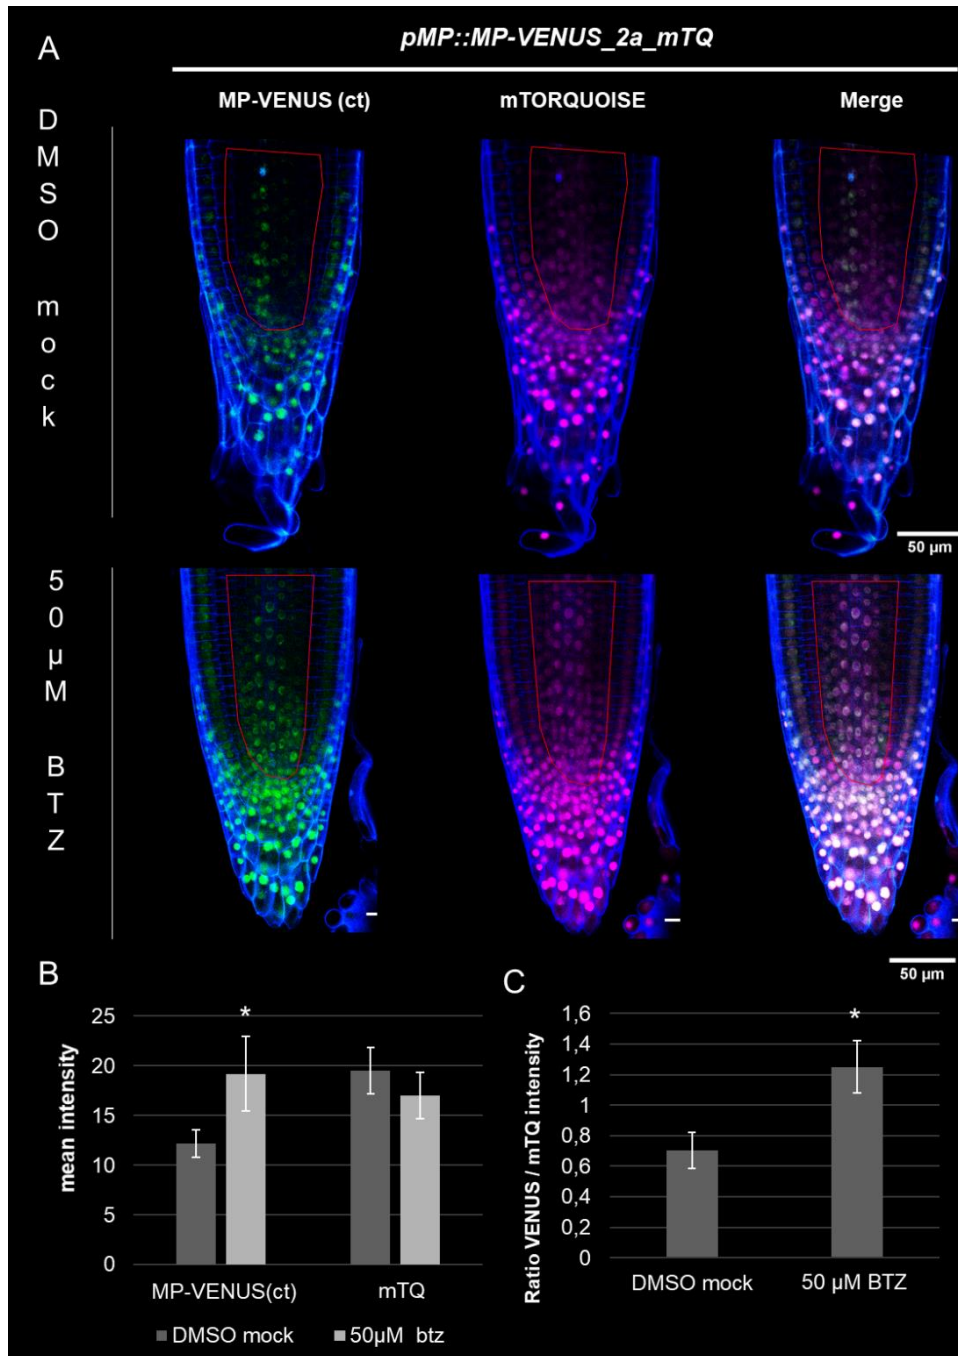 A
pMP::MP-VENUS_2a_mTQ
MP-VENUS (ct) mTORQUOISE Merge
D
M
S
O
m
o
c
k
50 µm
5
0
µ
M
B
T
Z
50 µm
B
mean intensity
25
20
15
10
5
0
*
MP-VENUS(ct) mTQ
DMSO mock 50µM btz
C
Ratio VENUS / mTQ intensity
1,6
1,4
1,2
1
0,8
0,6
0,4
0,2
0
*
DMSO mock 50 µM BTZ